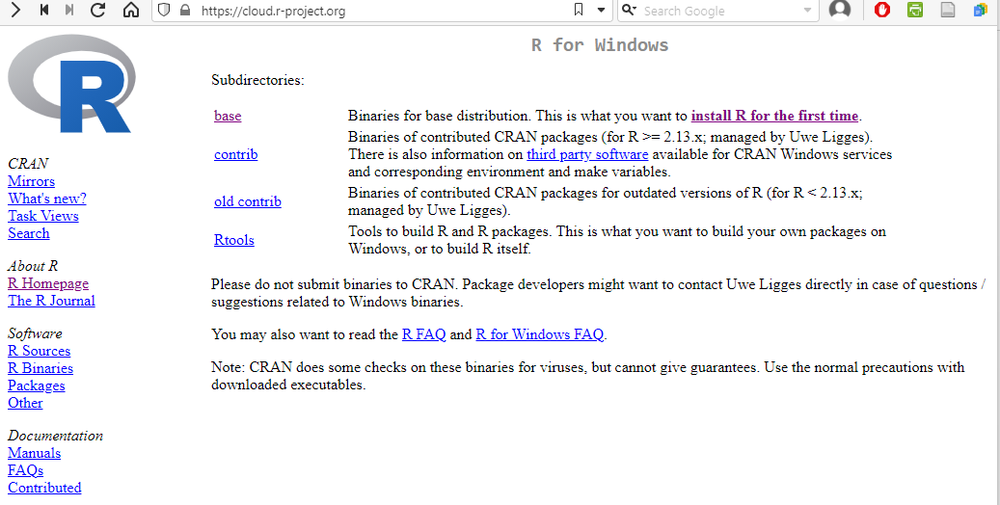 https://cloud.r-project.org
Search Google
R
R for Windows
Subdirectories:
base
Binaries for base distribution. This is what you want to install R for the first time.
contrib
Binaries of contributed CRAN packages (for R >= 2.13.x; managed by Uwe Ligges).
There is also information on third party software available for CRAN Windows services
and corresponding environment and make variables.
old contrib
Binaries of contributed CRAN packages for outdated versions of R (for R < 2.13.x;
managed by Uwe Ligges).
Rtools
Tools to build R and R packages. This is what you want to build your own packages on
Windows, or to build R itself.
Please do not submit binaries to CRAN. Package developers might want to contact Uwe Ligges directly in case of questions /
suggestions related to Windows binaries.
You may also want to read the R FAQ and R for Windows FAQ.
Note: CRAN does some checks on these binaries for viruses, but cannot give guarantees. Use the normal precautions with
downloaded executables.
CRAN
Mirrors
What's new?
Task Views
Search
About R
R Homepage
The R Journal
Software
R Sources
R Binaries
Packages
Other
Documentation
Manuals
FAQs
Contributed